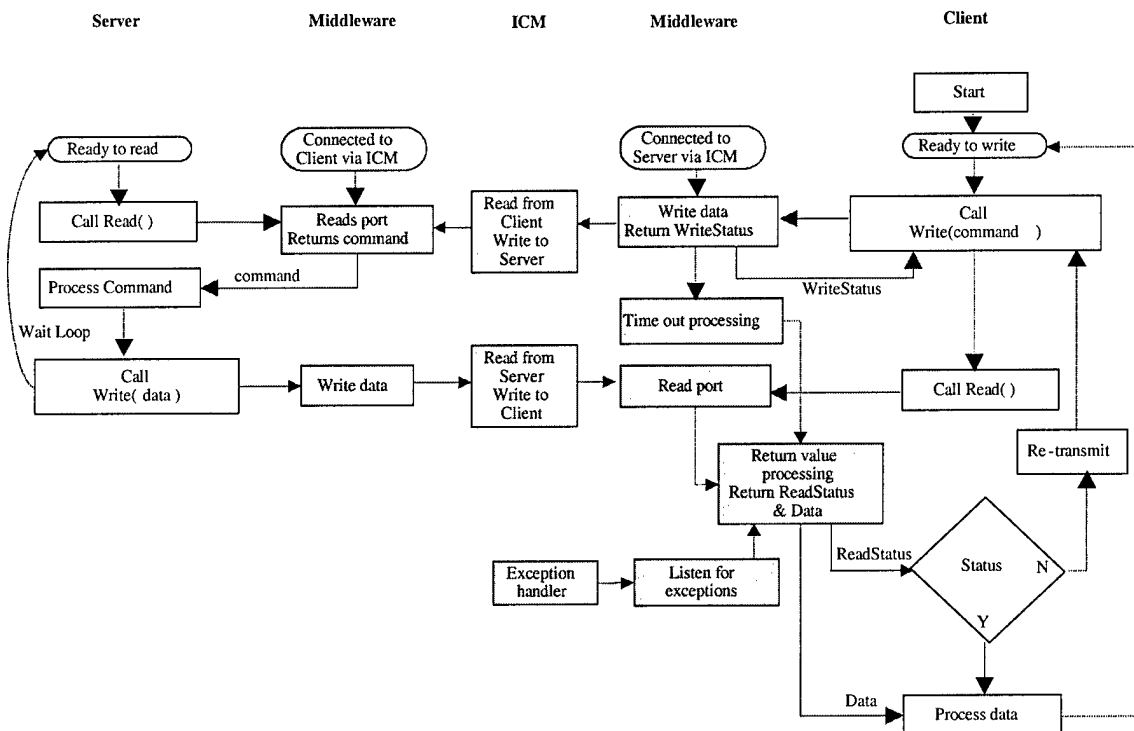 Server
Middleware
ICM
Middleware
Client
Start
Ready to read
Connected to
Client via ICM
Connected to
Server via ICM
Ready to write
Call Read( )
Reads port
Returns command
Read from
Client
Write to
Server
Write data
Return WriteStatus
Call
Write(command )
command
WriteStatus
Process Command
Time out processing
Wait Loop
Call
Write( data )
Write data
Read from
Server
Write to
Client
Read port
Call Read( )
Re-transmit
Return value
processing
Return ReadStatus
& Data
ReadStatus
Status
N
Y
Exception
handler
Listen for
exceptions
Data
Process data